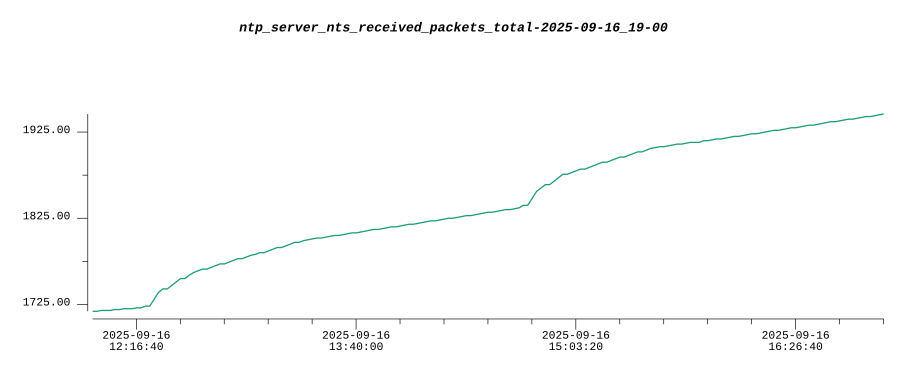 ntp_server_nts_received_packets_total-2025-09-16_19-00
1925.00
1825.00
1725.00
2025-09-16 2025-09-16 2025-09-16 2025-09-16
12:16:40 13:40:00 15:03:20 16:26:40